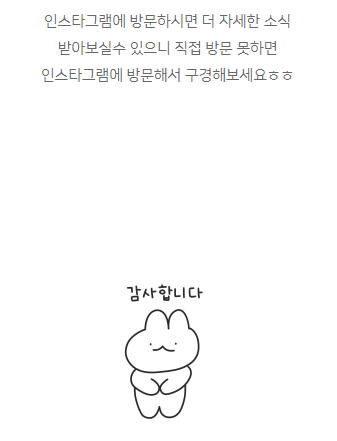 인스타그램에 방문하시면 더 자세한 소식
받아보실수 있으니 직접 방문 못하면
인스타그램에 방문해서 구경해보세요ㅎㅎ
감사합니다